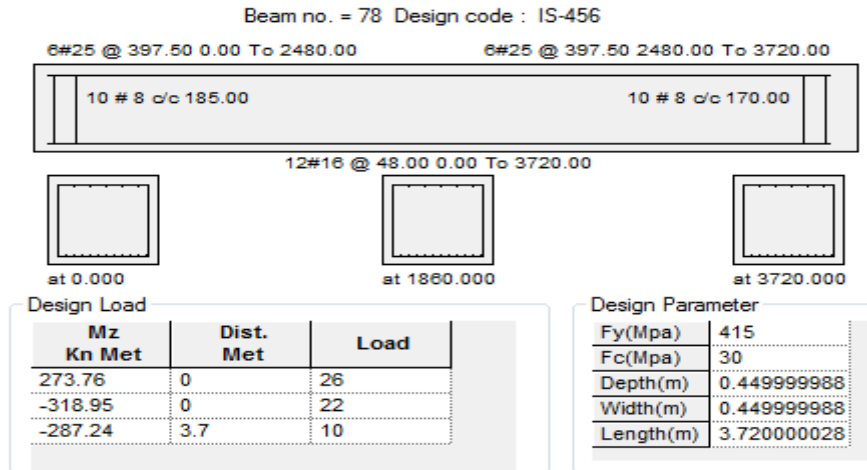 Beam no. = 78 Design code : IS-456
6#25 @ 397.50 0.00 To 2480.00 6#25 @ 397.50 2480.00 To 3720.00
10 # 8 c/c 185.00 10 # 8 c/c 170.00
12#16 @ 48.00 0.00 To 3720.00
at 0.000 at 1860.000 at 3720.000
Design Load Design Parameter
Mz Kn Met Dist. Met Load
273.76 0 26
-318.95 0 22
-287.24 3.7 10
Fy(Mpa) 415
Fc(Mpa) 30
Depth(m) 0.449999988
Width(m) 0.449999988
Length(m) 3.720000028